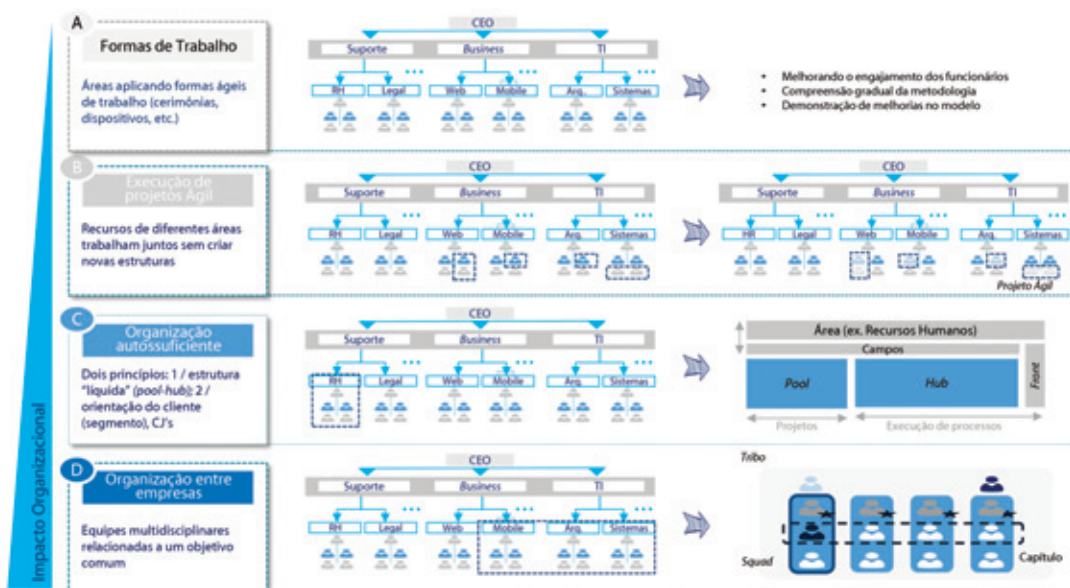 Impacto Organizacional
A
Formas de Trabalho
Áreas aplicando formas ágeis
de trabalho (cerimônias,
dispositivos, etc.)
CEO
Suporte
Business
TI
RH
Legal
Web
Mobile
Arq.
Sistemas
• Melhorando o engajamento dos funcionários
• Compreensão gradual da metodologia
• Demonstração de melhorias no modelo
B
Execução de
projetos Ágil
Recursos de diferentes áreas
trabalham juntos sem criar
novas estruturas
CEO
Suporte
Business
TI
RH
Legal
Web
Mobile
Arq.
Sistemas
CEO
Suporte
Business
TI
HR
Legal
Web
Mobile
Arq.
Sistemas
Projeto Ágil
C
Organização
autossuficiente
Dois princípios: 1 / estrutura
"líquida" (pool-hub); 2 /
orientação do cliente
(segmento), CJ's
CEO
Suporte
Business
TI
RH
Legal
Web
Mobile
Arq.
Sistemas
Área (ex. Recursos Humanos)
Campos
Pool
Hub
Front
Projetos
Execução de processos
D
Organização entre
empresas
Equipes multidisciplinares
relacionadas a um objetivo
comum
CEO
Suporte
Business
TI
RH
Legal
Web
Mobile
Arq.
Sistemas
Tribo
Squad
Capítulo